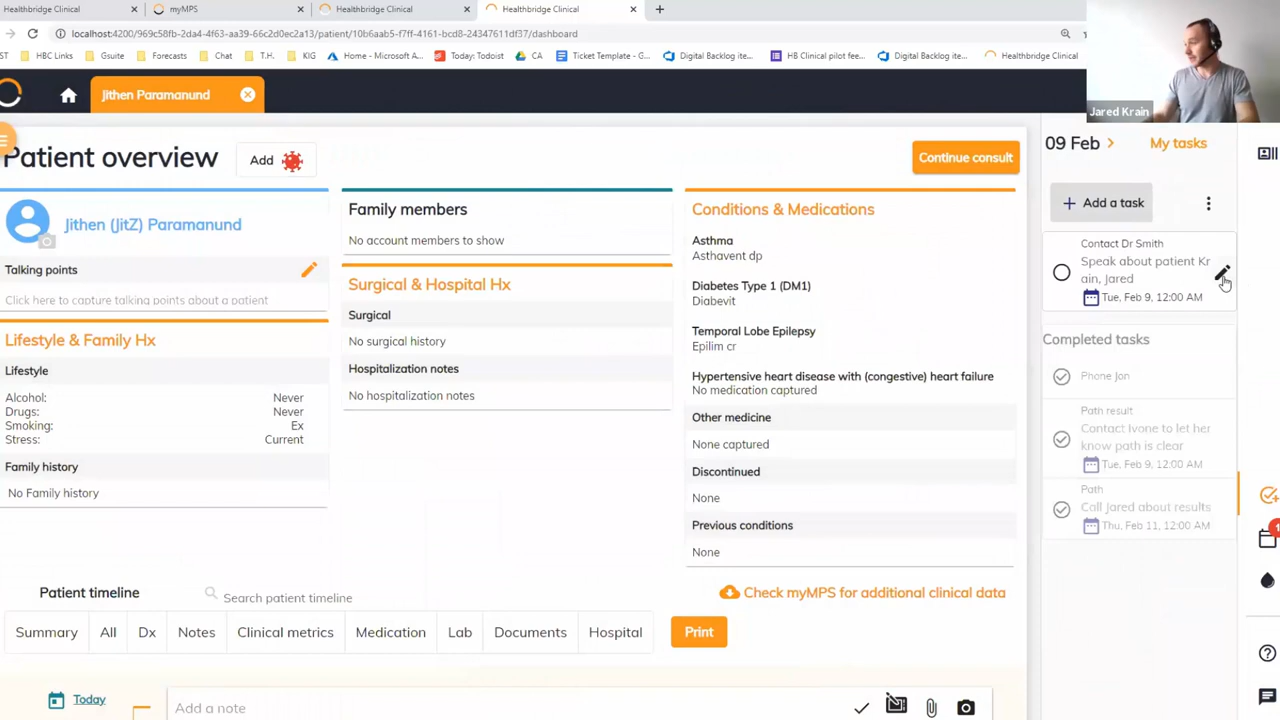 Healthbridge Clinical
myMPS
Healthbridge Clinical
Healthbridge Clinical
localhost:4200/969c58fb-2da4-4f63-aa39-66c2d0ec2a13/patient/10b6aab5-f7ff-4161-bcd8-24347611df37/dashboard
ST
HBC Links
Gsuite
Forecasts
Chat
T.H.
KIG
Home - Microsoft A...
Today: Todoist
CA
Ticket Template - G...
Digital Backlog ite...
HB Clinical pilot fee...
Digital Backlog ite...
Healthbridge Clinical
Jithen Paramanund
Jared Krain
Patient overview
Add
Continue consult
09 Feb
My tasks
Add a task
Jithen (JitZ) Paramanund
Talking points
Click here to capture talking points about a patient
Lifestyle & Family Hx
Lifestyle
Alcohol: Never
Drugs: Never
Smoking: Ex
Stress: Current
Family history
No Family history
Family members
No account members to show
Surgical & Hospital Hx
Surgical
No surgical history
Hospitalization notes
No hospitalization notes
Conditions & Medications
Asthma
Asthavent dp
Diabetes Type 1 (DM1)
Diabevit
Temporal Lobe Epilepsy
Epilim cr
Hypertensive heart disease with (congestive) heart failure
No medication captured
Other medicine
None captured
Discontinued
None
Previous conditions
None
Contact Dr Smith
Speak about patient Kr
ain, Jared
Tue, Feb 9, 12:00 AM
Completed tasks
Phone Jon
Path result
Contact Ivone to let her
know path is clear
Tue, Feb 9, 12:00 AM
Path
Call Jared about results
Thu, Feb 11, 12:00 AM
1
Patient timeline
Search patient timeline
Check myMPS for additional clinical data
Summary
All
Dx
Notes
Clinical metrics
Medication
Lab
Documents
Hospital
Print
Today
Add a note